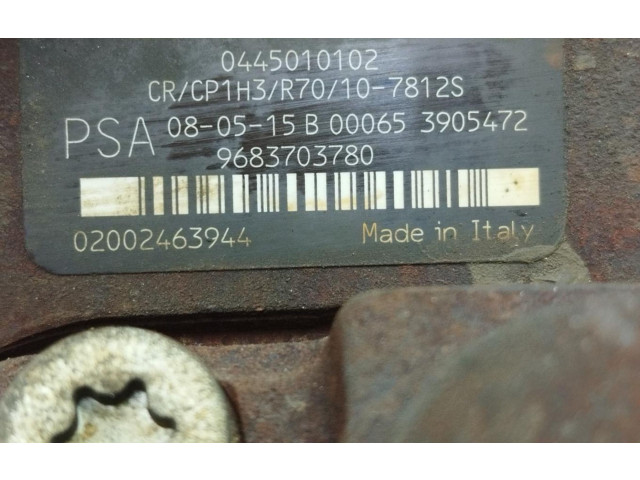 0445010102
CR/CP1H3/R70/10-7812S
PSA 08-05-15 B 00065 3905472
9683703780
02002463944 Made in Italy